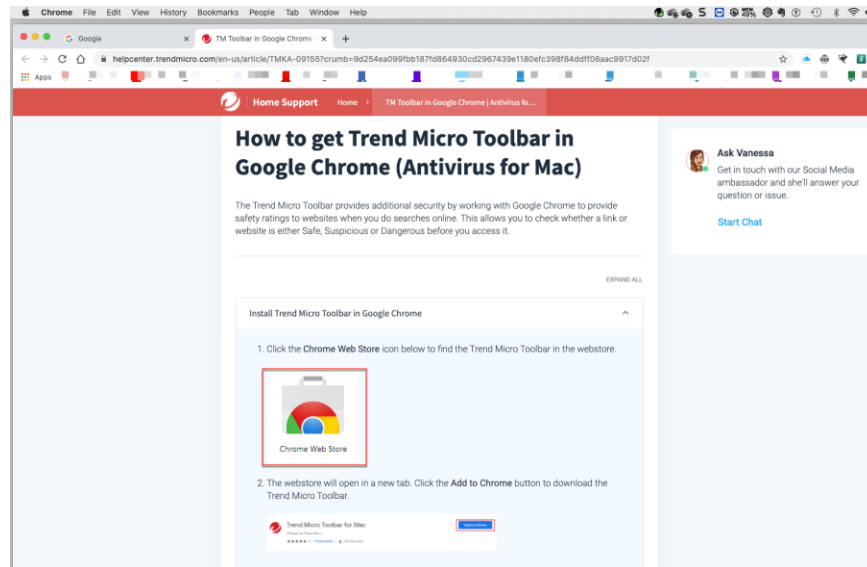 Chrome File Edit View History Bookmarks People Tab Window Help
Google
TM Toolbar in Google Chrome |
helpcenter.trendmicro.com/en-us/article/TMKA-09155?crumb=9d254ea099fbb187fd864930cd2967439e1180efc398f84ddff08aac9917d02f
Apps
Home Support Home > TM Toolbar in Google Chrome | Antivirus fo...
How to get Trend Micro Toolbar in
Google Chrome (Antivirus for Mac)
The Trend Micro Toolbar provides additional security by working with Google Chrome to provide
safety ratings to websites when you do searches online. This allows you to check whether a link or
website is either Safe, Suspicious or Dangerous before you access it.
Ask Vanessa
Get in touch with our Social Media
ambassador and she'll answer your
question or issue.
Start Chat
EXPAND ALL
Install Trend Micro Toolbar in Google Chrome
1. Click the Chrome Web Store icon below to find the Trend Micro Toolbar in the webstore.
Chrome Web Store
2. The webstore will open in a new tab. Click the Add to Chrome button to download the
Trend Micro Toolbar.
Trend Micro Toolbar for Mac
Add to Chrome